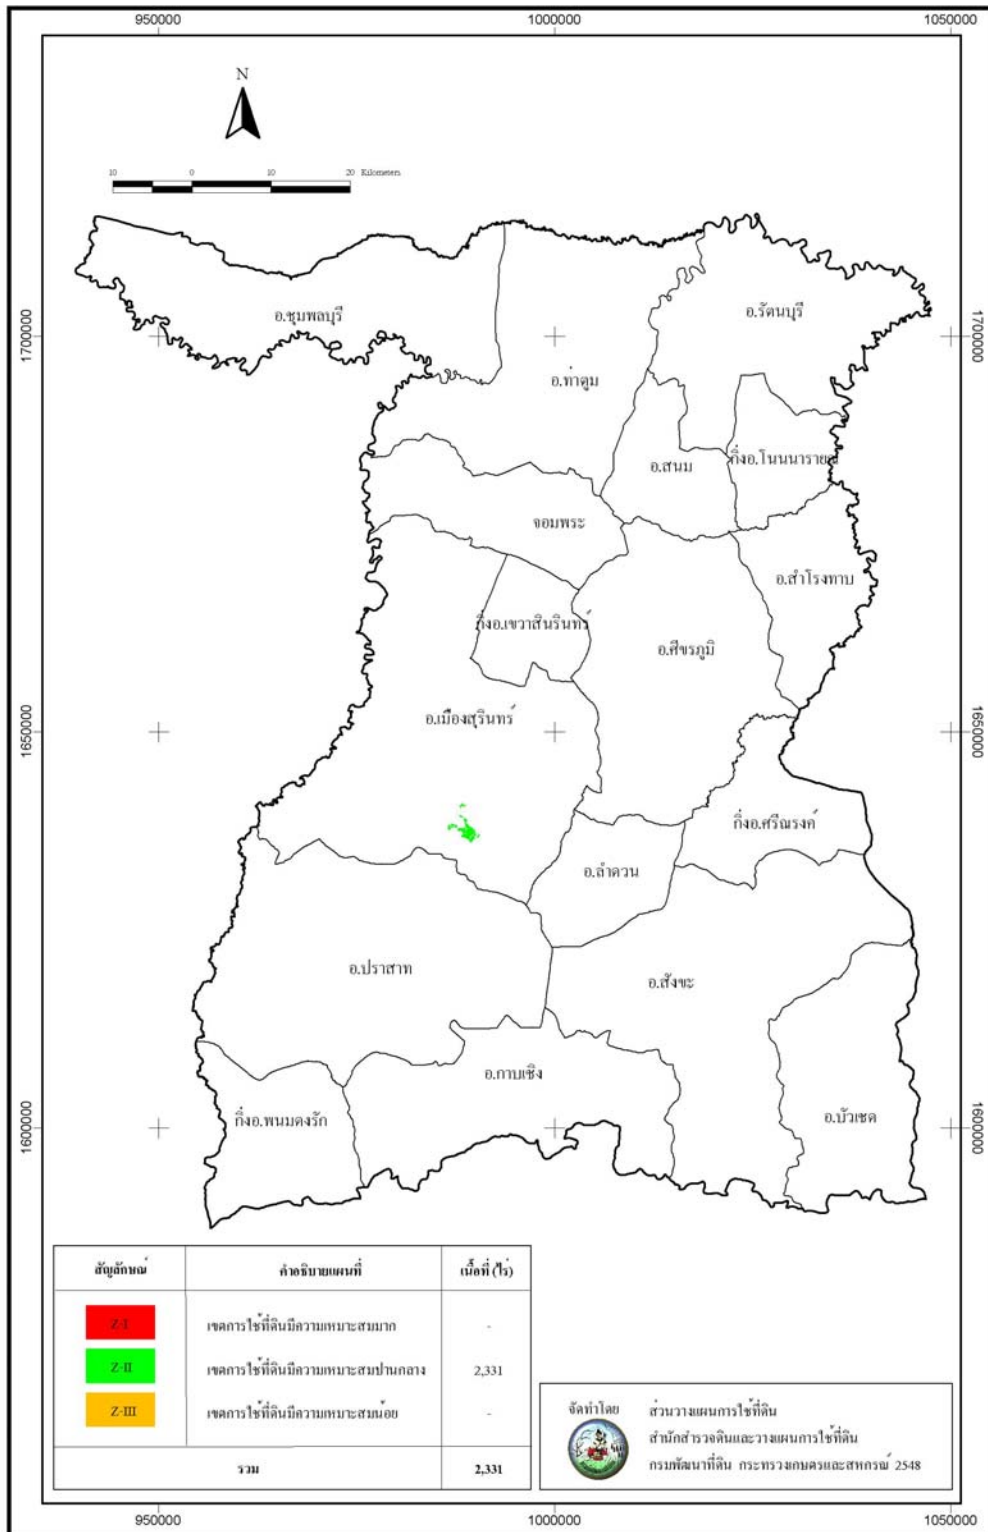 950000 1000000 1050000
N
10 0 10 20 Kilometers
อ.ชุมพลบุรี
อ.รัตนบุรี
1700000 1700000
อ.ท่าตูม
อ.สนม
กิ่งอ.โนนนารายณ์
จอมพระ
อ.สำโรงทาบ
กิ่งอ.เขวาสินรินทร์
อ.ศีขรภูมิ
อ.เมืองสุรินทร์
1650000 1650000
กิ่งอ.ศรีณรงค์
อ.ลำดวน
อ.ปราสาท
อ.สังขะ
อ.กาบเชิง
กิ่งอ.พนมดงรัก
อ.บัวเชด
1600000 1600000
สัญลักษณ์ คำอธิบายแผนที่ เนื้อที่ (ไร่)
Z-I เขตการใช้ที่ดินมีความเหมาะสมมาก -
Z-II เขตการใช้ที่ดินมีความเหมาะสมปานกลาง 2,331
Z-III เขตการใช้ที่ดินมีความเหมาะสมน้อย -
รวม 2,331
จัดทำโดย ส่วนวางแผนการใช้ที่ดิน
สำนักสำรวจดินและวางแผนการใช้ที่ดิน
กรมพัฒนาที่ดิน กระทรวงเกษตรและสหกรณ์ 2548
950000 1000000 1050000